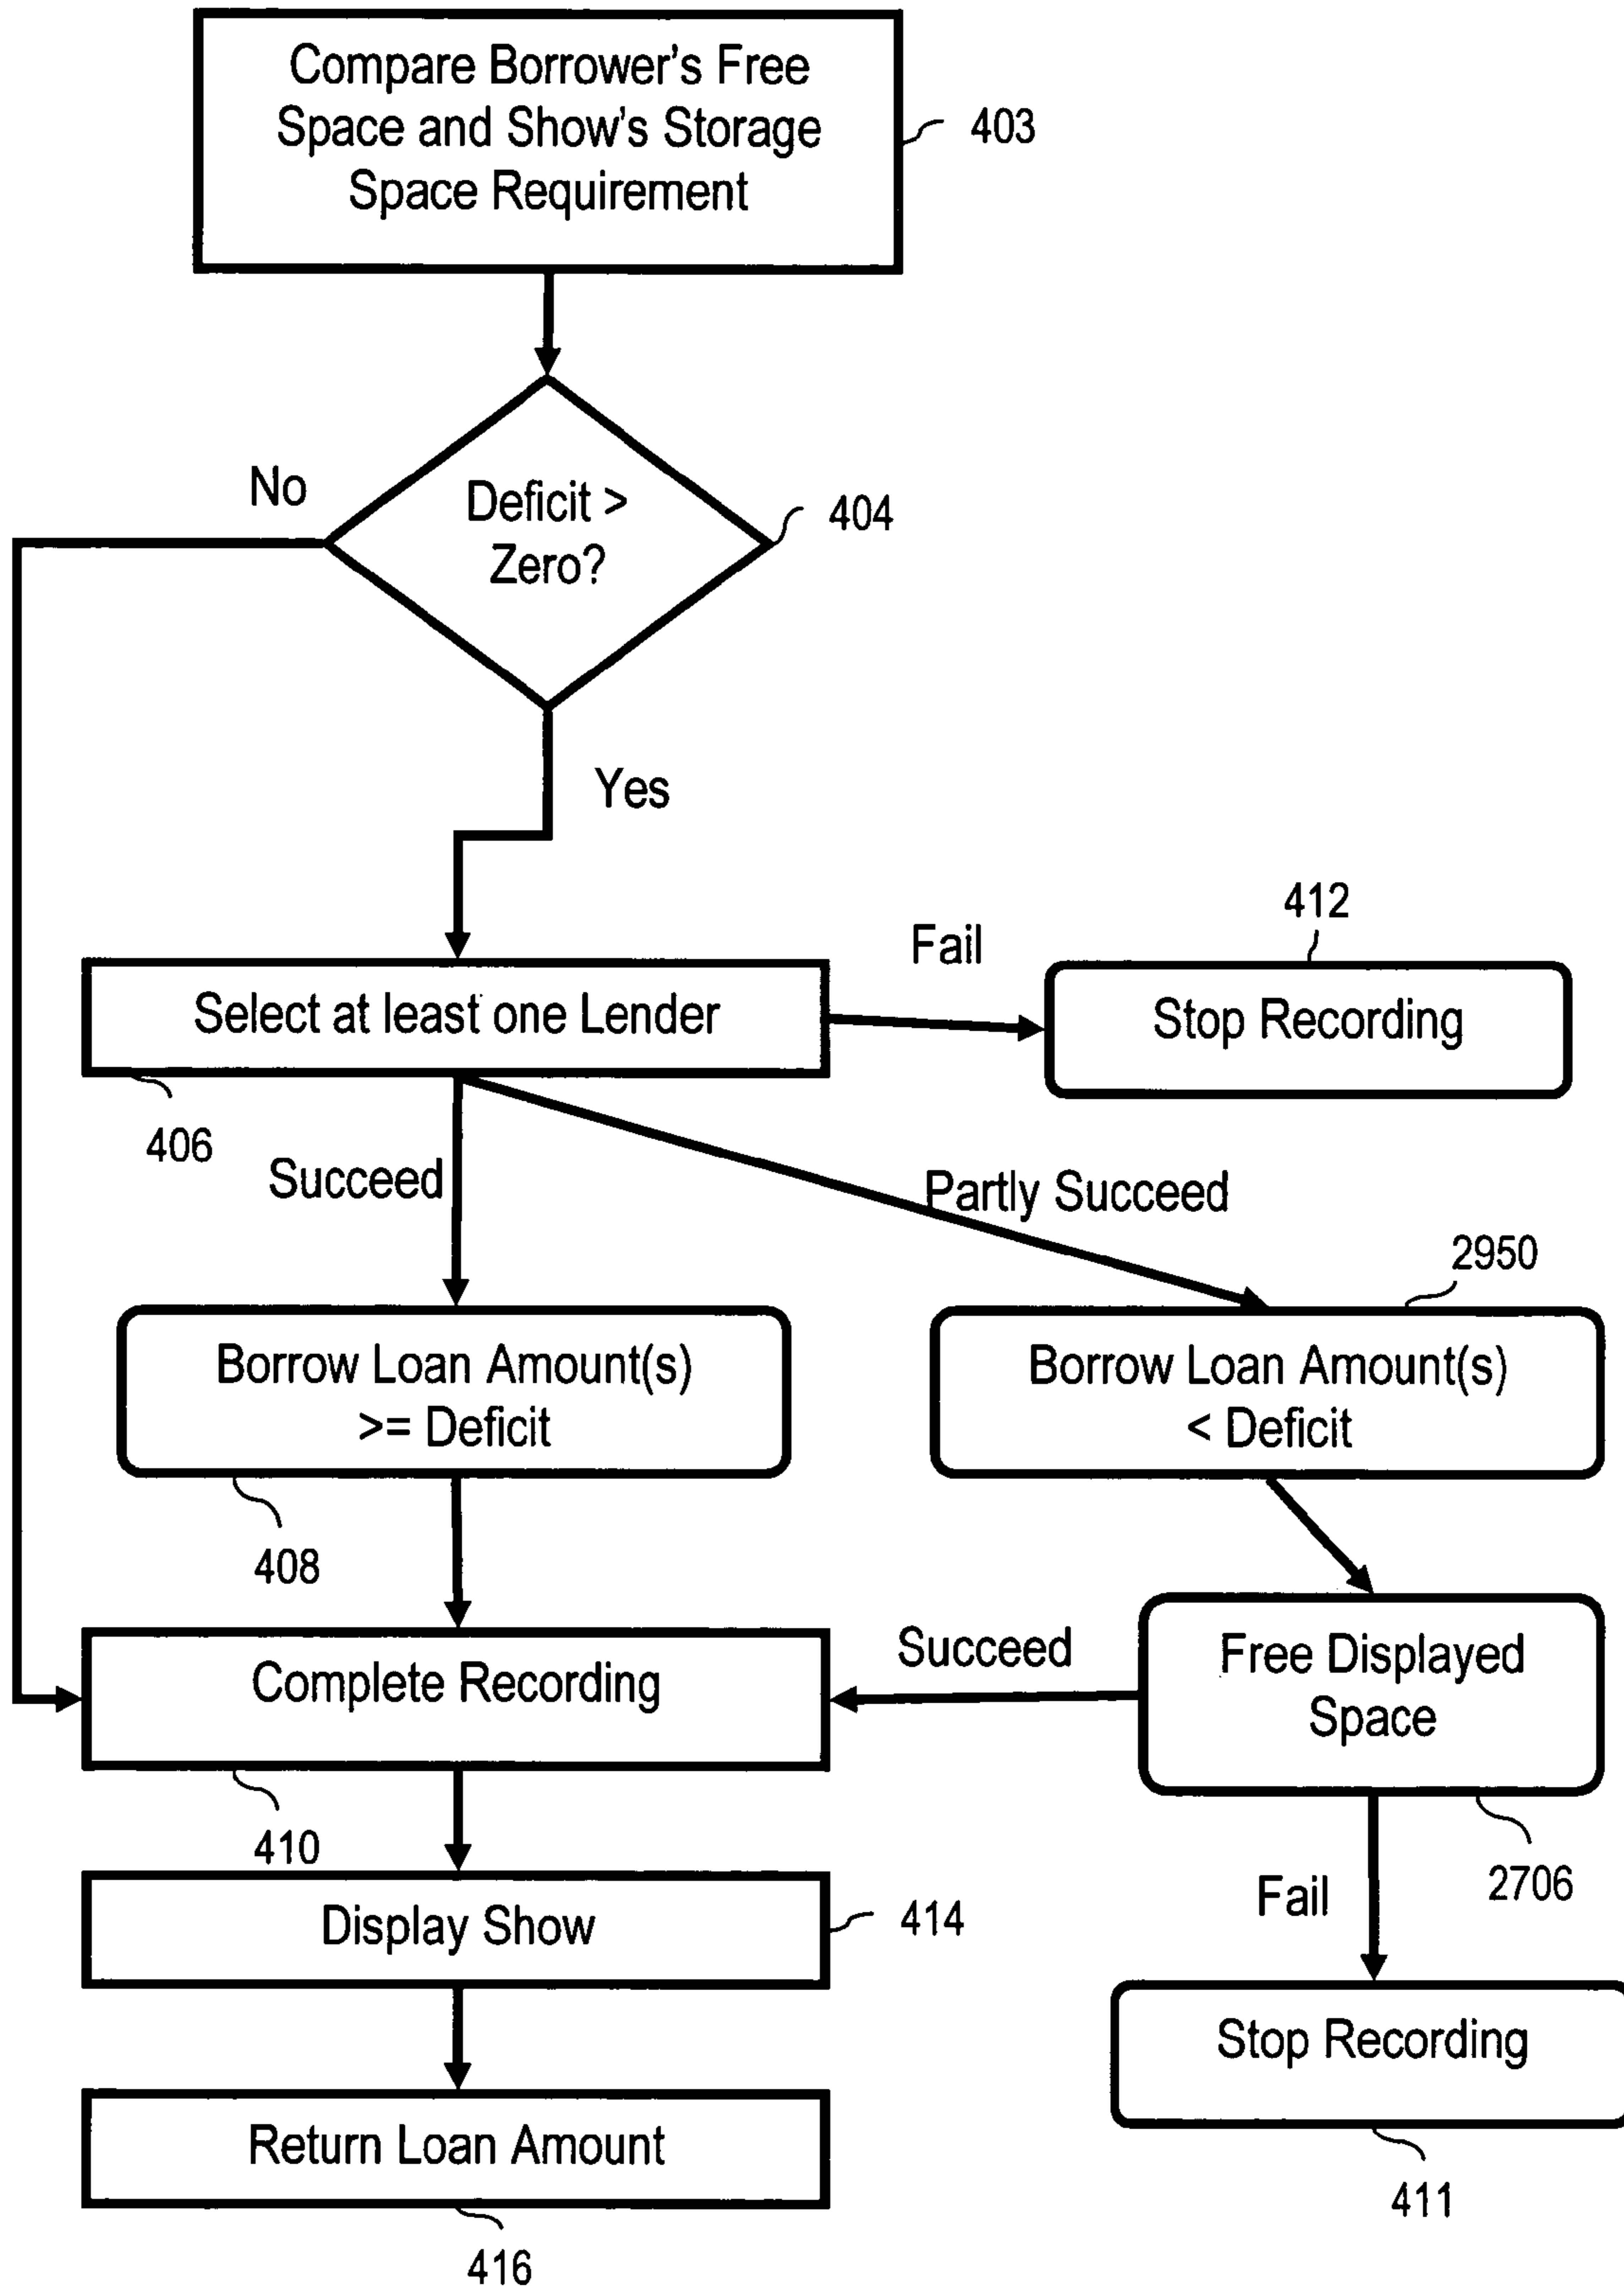 Compare Borrower's Free
Space and Show's Storage
Space Requirement
403
No
Deficit >
Zero?
404
Yes
412
Fail
Select at least one Lender
Stop Recording
406
Succeed
Partly Succeed
2950
Borrow Loan Amount(s)
>= Deficit
Borrow Loan Amount(s)
< Deficit
408
Complete Recording
Succeed
Free Displayed
Space
410
2706
Fail
Display Show
414
Stop Recording
Return Loan Amount
411
416